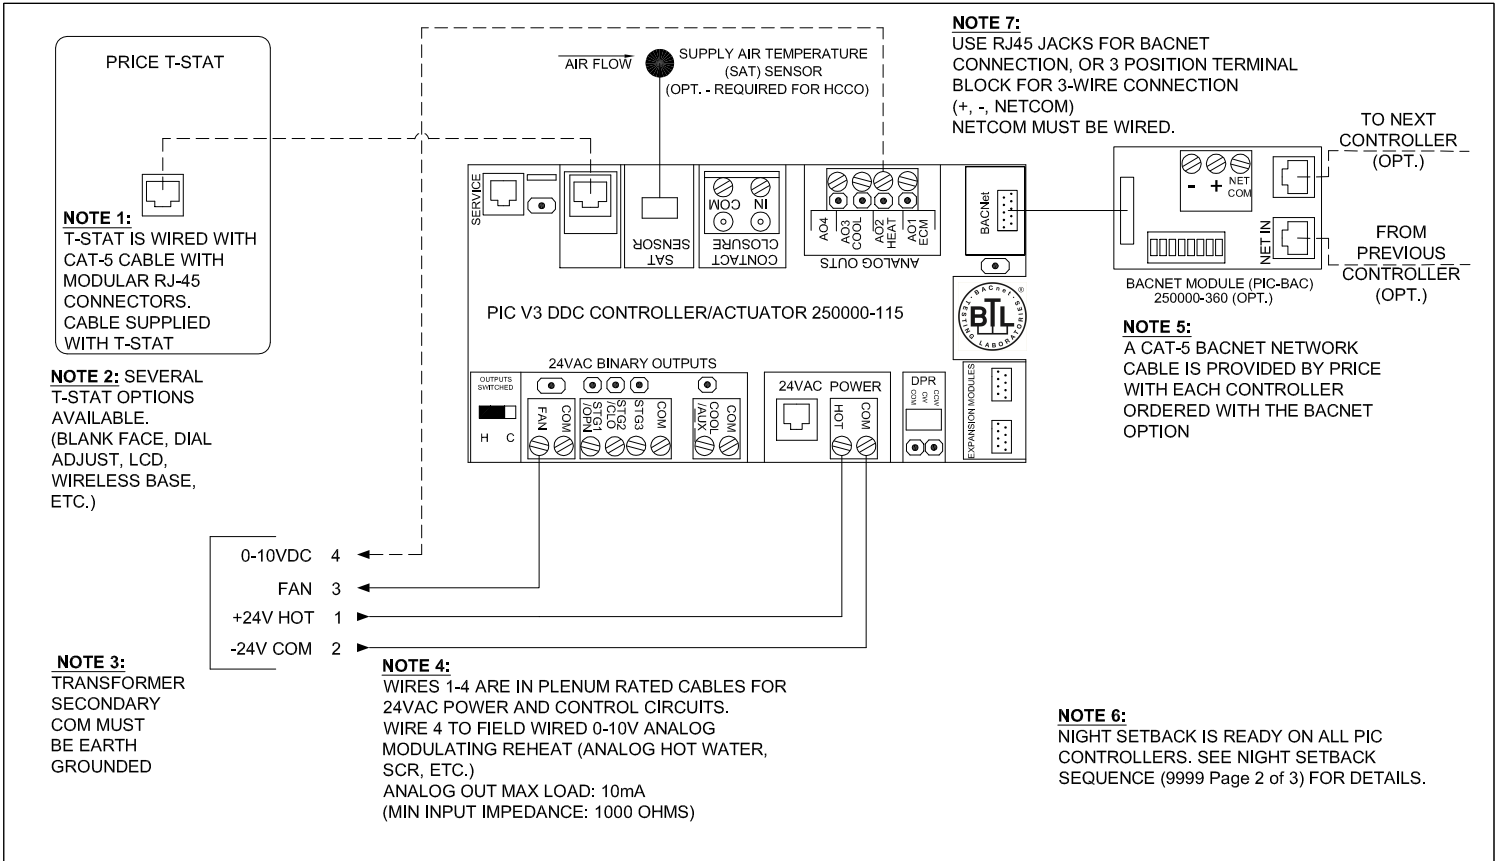 PRICE T-STAT
NOTE 1:
T-STAT IS WIRED WITH
CAT-5 CABLE WITH
MODULAR RJ-45
CONNECTORS.
CABLE SUPPLIED
WITH T-STAT
NOTE 2: SEVERAL
T-STAT OPTIONS
AVAILABLE.
(BLANK FACE, DIAL
ADJUST, LCD,
WIRELESS BASE,
ETC.)
AIR FLOW
SUPPLY AIR TEMPERATURE
(SAT) SENSOR
(OPT. - REQUIRED FOR HCCO)
NOTE 7:
USE RJ45 JACKS FOR BACNET
CONNECTION, OR 3 POSITION TERMINAL
BLOCK FOR 3-WIRE CONNECTION
(+, -, NETCOM)
NETCOM MUST BE WIRED.
TO NEXT
CONTROLLER
(OPT.)
- + NET
COM
NET IN
FROM
PREVIOUS
CONTROLLER
(OPT.)
BACNET MODULE (PIC-BAC)
250000-360 (OPT.)
NOTE 5:
A CAT-5 BACNET NETWORK
CABLE IS PROVIDED BY PRICE
WITH EACH CONTROLLER
ORDERED WITH THE BACNET
OPTION
SERVICE
SAT
SENSOR
COM
IN
CONTACT
CLOSURE
AO4
AO3
COOL
AO2
HEAT
AO1
ECM
ANALOG OUTS
BACNet
PIC V3 DDC CONTROLLER/ACTUATOR 250000-115
BACnet · TESTING LABORATORIES ·
BTL
®
24VAC BINARY OUTPUTS
OUTPUTS
SWITCHED
H C
FAN
COM
STG1
/OPN
STG2
/CLO
STG3
COM
COOL
/AUX
COM
24VAC POWER
HOT
COM
DPR
COM
CW
CCW
EXPANSION MODULES
0-10VDC 4
FAN 3
+24V HOT 1
-24V COM 2
NOTE 3:
TRANSFORMER
SECONDARY
COM MUST
BE EARTH
GROUNDED
NOTE 4:
WIRES 1-4 ARE IN PLENUM RATED CABLES FOR
24VAC POWER AND CONTROL CIRCUITS.
WIRE 4 TO FIELD WIRED 0-10V ANALOG
MODULATING REHEAT (ANALOG HOT WATER,
SCR, ETC.)
ANALOG OUT MAX LOAD: 10mA
(MIN INPUT IMPEDANCE: 1000 OHMS)
NOTE 6:
NIGHT SETBACK IS READY ON ALL PIC
CONTROLLERS. SEE NIGHT SETBACK
SEQUENCE (9999 Page 2 of 3) FOR DETAILS.